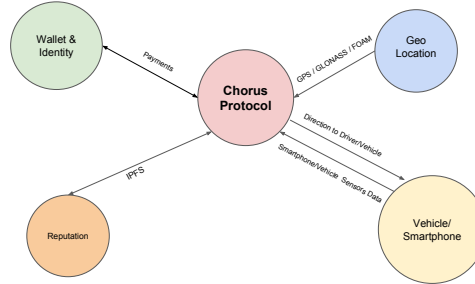 Wallet &
Identity
Payments
Chorus
Protocol
GPS / GLONASS / FOAM
Geo
Location
Direction to Driver/Vehicle
Smartphone/Vehicle Sensors Data
IPFS
Reputation
Vehicle/
Smartphone